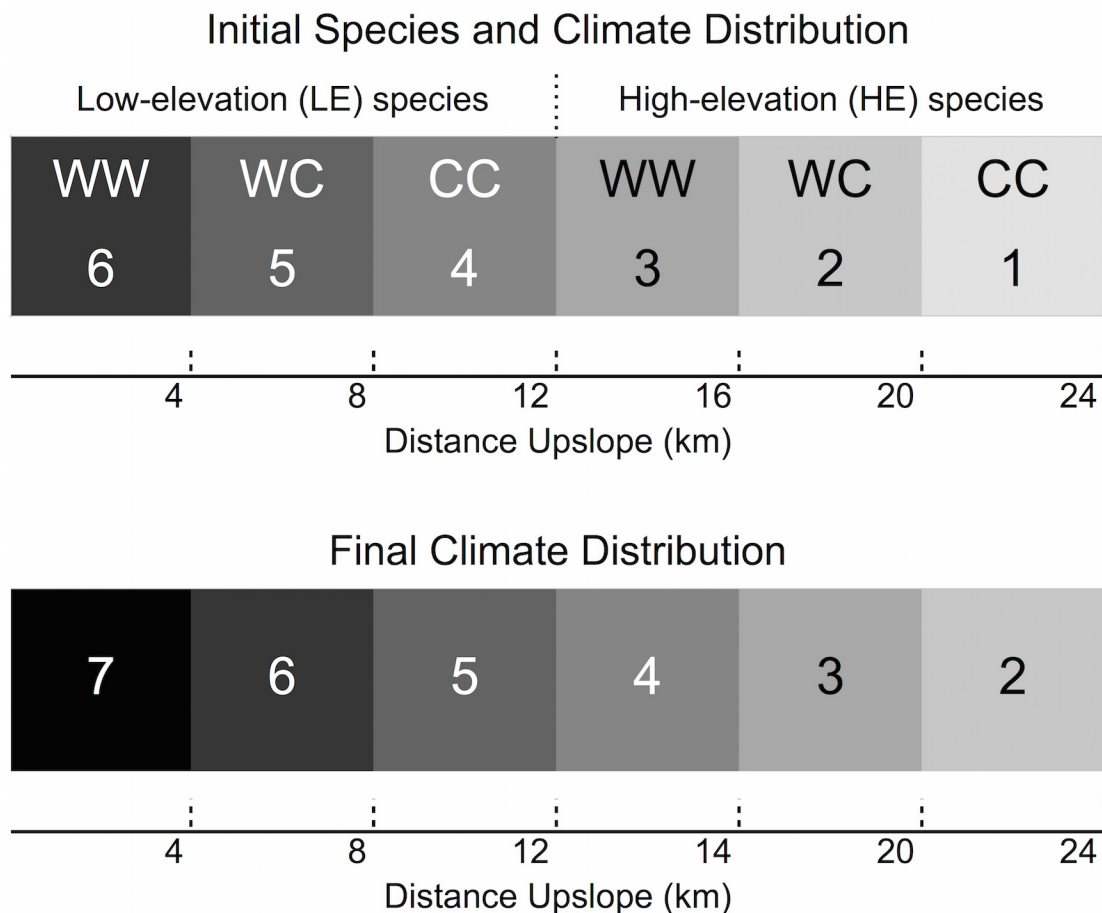 Initial Species and Climate Distribution
Low-elevation (LE) species High-elevation (HE) species
WW WC CC WW WC CC
6 5 4 3 2 1
4 8 12 16 20 24
Distance Upslope (km)
Final Climate Distribution
7 6 5 4 3 2
4 8 12 14 20 24
Distance Upslope (km)